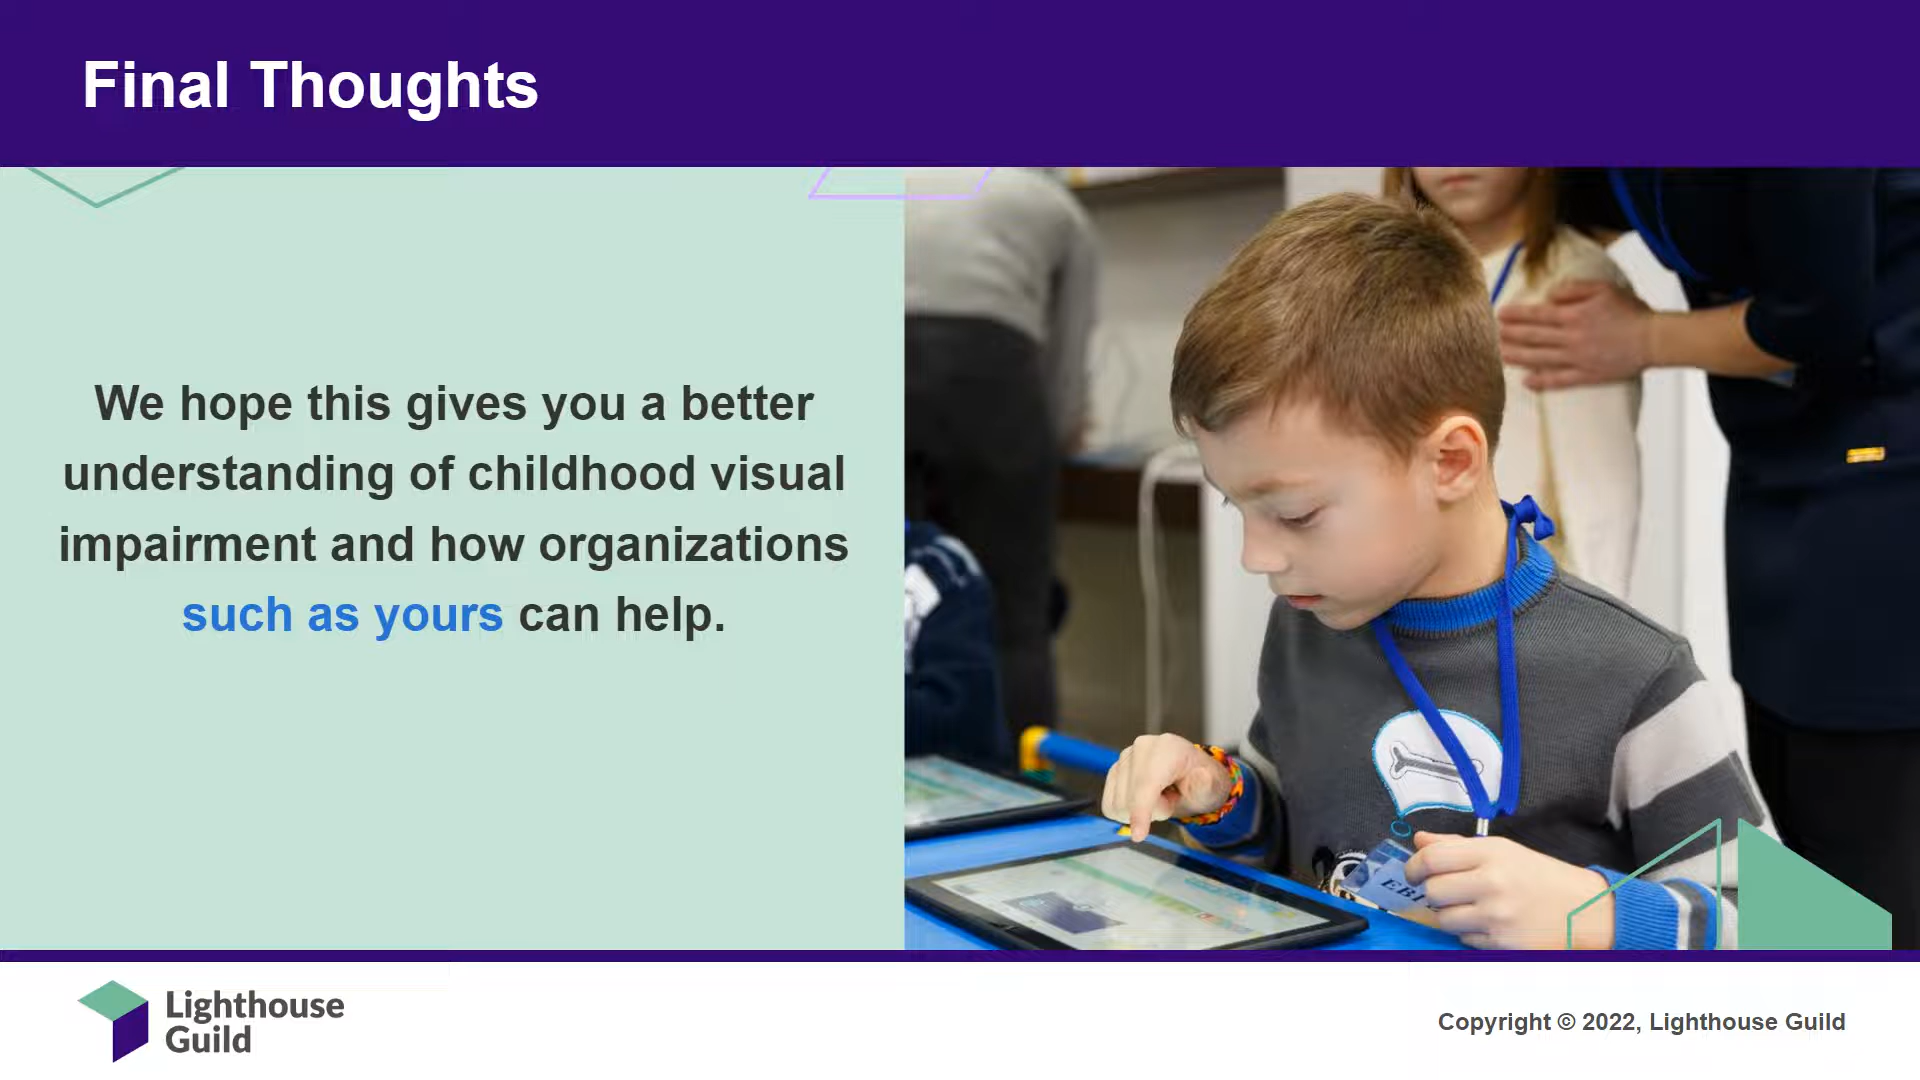 Final Thoughts
We hope this gives you a better
understanding of childhood visual
impairment and how organizations
such as yours can help.
Lighthouse
Guild
Copyright © 2022, Lighthouse Guild